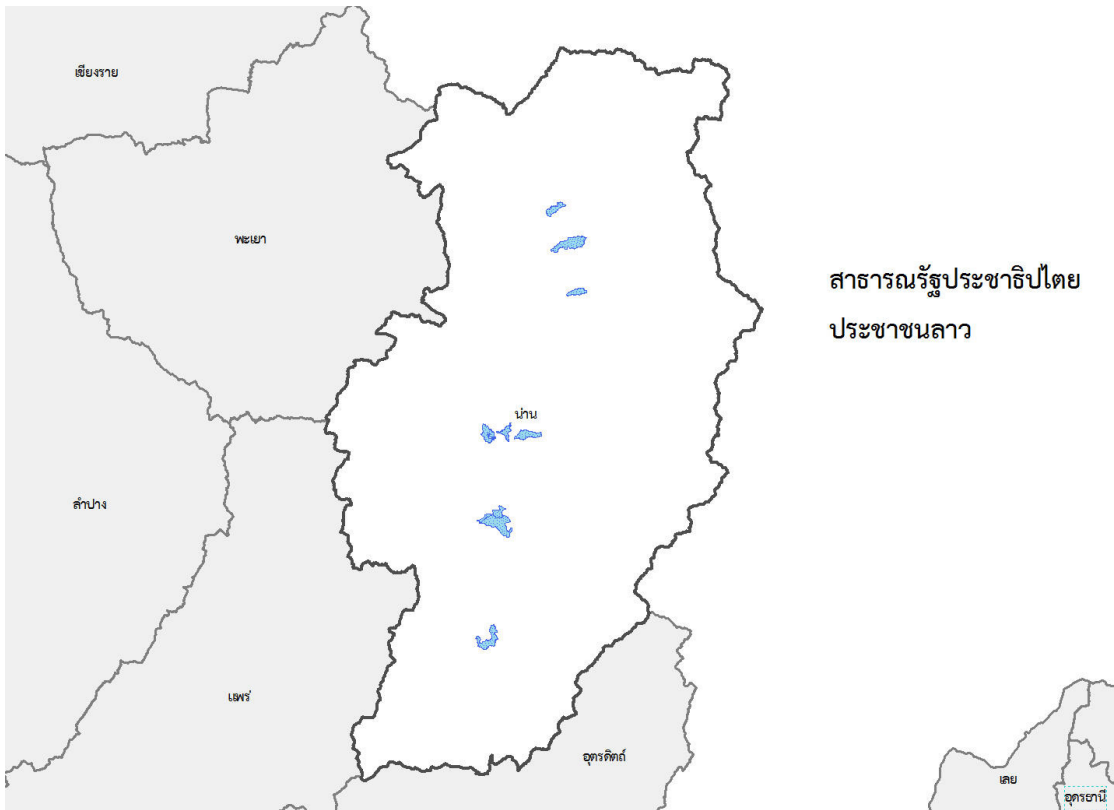 เชียงราย
พะเยา
สาธารณรัฐประชาธิปไตย
ประชาชนลาว
น่าน
ลำปาง
แพร่
อุตรดิตถ์
เลย
อุดรธานี